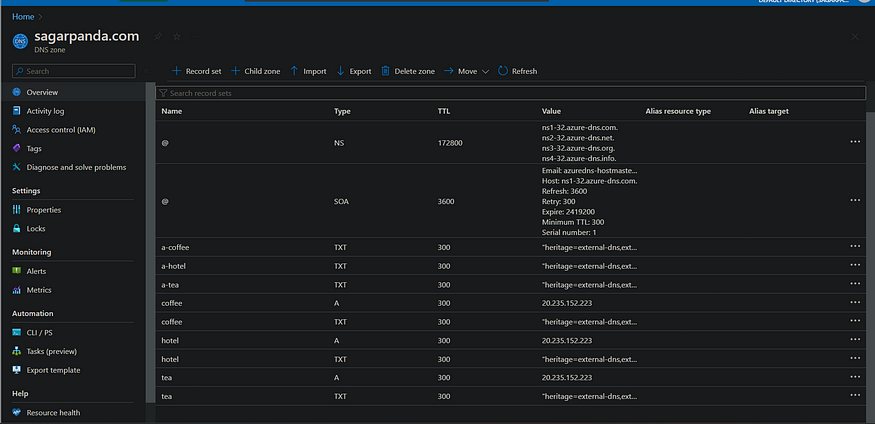 DEFAULT DIRECTORY (SAGARPA...
Home >
sagarpanda.com
DNS zone
Search
Record set
Child zone
Import
Export
Delete zone
Move
Refresh
Overview
Activity log
Access control (IAM)
Tags
Diagnose and solve problems
Settings
Properties
Locks
Monitoring
Alerts
Metrics
Automation
CLI / PS
Tasks (preview)
Export template
Help
Resource health
Search record sets
Name Type TTL Value Alias resource type Alias target
@ NS 172800
ns1-32.azure-dns.com.
ns2-32.azure-dns.net.
ns3-32.azure-dns.org.
ns4-32.azure-dns.info.
@ SOA 3600
Email: azuredns-hostmaste...
Host: ns1-32.azure-dns.com.
Refresh: 3600
Retry: 300
Expire: 2419200
Minimum TTL: 300
Serial number: 1
a-coffee TXT 300 "heritage=external-dns,ext...
a-hotel TXT 300 "heritage=external-dns,ext...
a-tea TXT 300 "heritage=external-dns,ext...
coffee A 300 20.235.152.223
coffee TXT 300 "heritage=external-dns,ext...
hotel A 300 20.235.152.223
hotel TXT 300 "heritage=external-dns,ext...
tea A 300 20.235.152.223
tea TXT 300 "heritage=external-dns,ext...